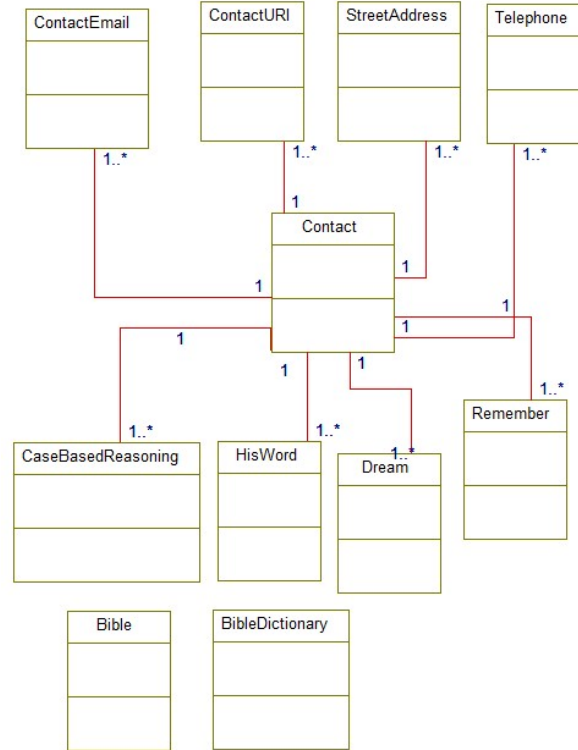 ContactEmail
ContactURI
StreetAddress
Telephone
1..*
1..*
1..*
1..*
1
Contact
1
1
1
1
1
1
1
1..*
1..*
1..*
1..*
Remember
CaseBasedReasoning
HisWord
Dream
Bible
BibleDictionary